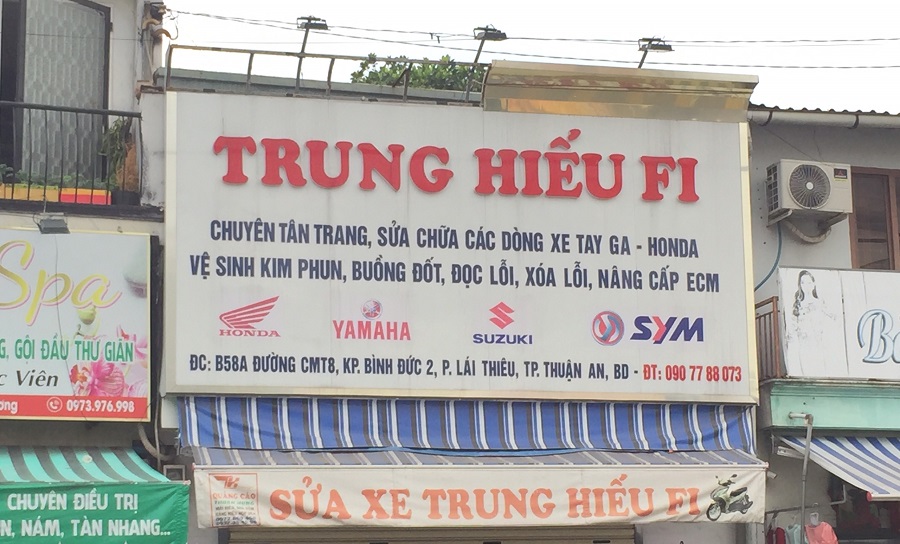 TRUNG HIẾU FI
CHUYÊN TÂN TRANG, SỬA CHỮA CÁC DÒNG XE TAY GA - HONDA
VỆ SINH KIM PHUN, BUỒNG ĐỐT, ĐỌC LỖI, XÓA LỖI, NÂNG CẤP ECM
HONDA
YAMAHA
SUZUKI
SYM
ĐC: B58A ĐƯỜNG CMT8, KP. BÌNH ĐỨC 2, P. LÁI THIÊU, TP. THUẬN AN, BD - ĐT: 090 77 88 073
QUẢNG CÁO
SỬA XE TRUNG HIẾU FI
Spa
GỘI ĐẦU THƯ GIÃN
Viên
0973.976.998
CHUYÊN ĐIỀU TRỊ
NÁM, TÀN NHANG...